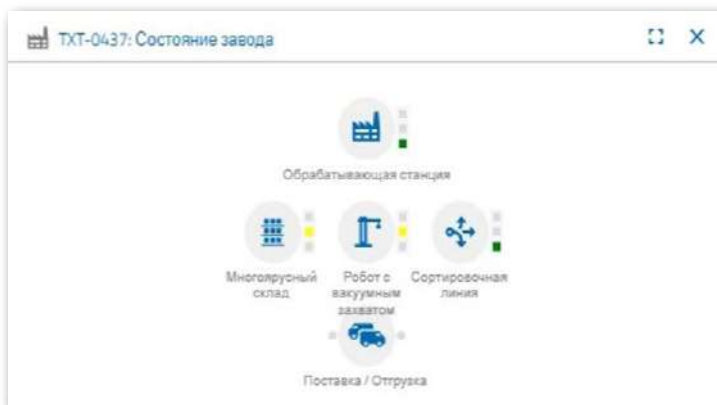 TXT-0437: Состояние завода
Обрабатывающая станция
Многоярусный склад
Робот с вакуумным захватом
Сортировочная линия
Поставка / Отгрузка